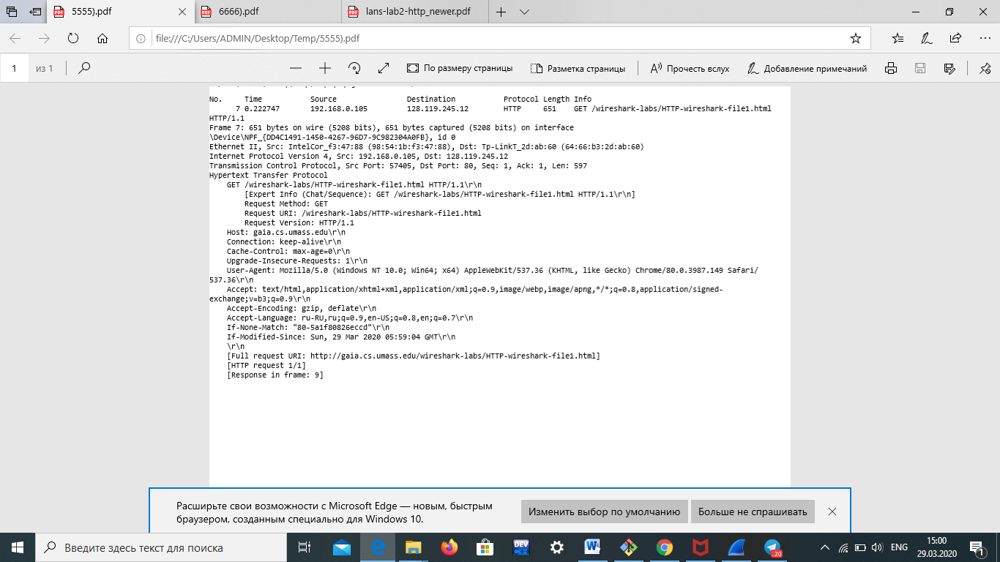 5555).pdf
6666).pdf
lans-lab2-http_newer.pdf
file:///C:/Users/ADMIN/Desktop/Temp/5555).pdf
1 из 1
По размеру страницы
Разметка страницы
Прочесть вслух
Добавление примечаний
No. Time Source Destination Protocol Length Info
7 0.222747 192.168.0.105 128.119.245.12 HTTP 651 GET /wireshark-labs/HTTP-wireshark-file1.html
HTTP/1.1
Frame 7: 651 bytes on wire (5208 bits), 651 bytes captured (5208 bits) on interface
\Device\NPF_{DD4C1491-1450-4267-96D7-9C982304A0FB}, id 0
Ethernet II, Src: IntelCor_f3:47:88 (98:54:1b:f3:47:88), Dst: Tp-LinkT_2d:ab:60 (64:66:b3:2d:ab:60)
Internet Protocol Version 4, Src: 192.168.0.105, Dst: 128.119.245.12
Transmission Control Protocol, Src Port: 57405, Dst Port: 80, Seq: 1, Ack: 1, Len: 597
Hypertext Transfer Protocol
GET /wireshark-labs/HTTP-wireshark-file1.html HTTP/1.1\r\n
[Expert Info (Chat/Sequence): GET /wireshark-labs/HTTP-wireshark-file1.html HTTP/1.1\r\n]
Request Method: GET
Request URI: /wireshark-labs/HTTP-wireshark-file1.html
Request Version: HTTP/1.1
Host: gaia.cs.umass.edu\r\n
Connection: keep-alive\r\n
Cache-Control: max-age=0\r\n
Upgrade-Insecure-Requests: 1\r\n
User-Agent: Mozilla/5.0 (Windows NT 10.0; Win64; x64) AppleWebKit/537.36 (KHTML, like Gecko) Chrome/80.0.3987.149 Safari/
537.36\r\n
Accept: text/html,application/xhtml+xml,application/xml;q=0.9,image/webp,image/apng,*/*;q=0.8,application/signed-
exchange;v=b3;q=0.9\r\n
Accept-Encoding: gzip, deflate\r\n
Accept-Language: ru-RU,ru;q=0.9,en-US;q=0.8,en;q=0.7\r\n
If-None-Match: "80-5a1f80826eccd"\r\n
If-Modified-Since: Sun, 29 Mar 2020 05:59:04 GMT\r\n
\r\n
[Full request URI: http://gaia.cs.umass.edu/wireshark-labs/HTTP-wireshark-file1.html]
[HTTP request 1/1]
[Response in frame: 9]
Расширьте свои возможности с Microsoft Edge — новым, быстрым
браузером, созданным специально для Windows 10.
Изменить выбор по умолчанию
Больше не спрашивать
Введите здесь текст для поиска
DEV
.20
ENG
15:00
29.03.2020
1